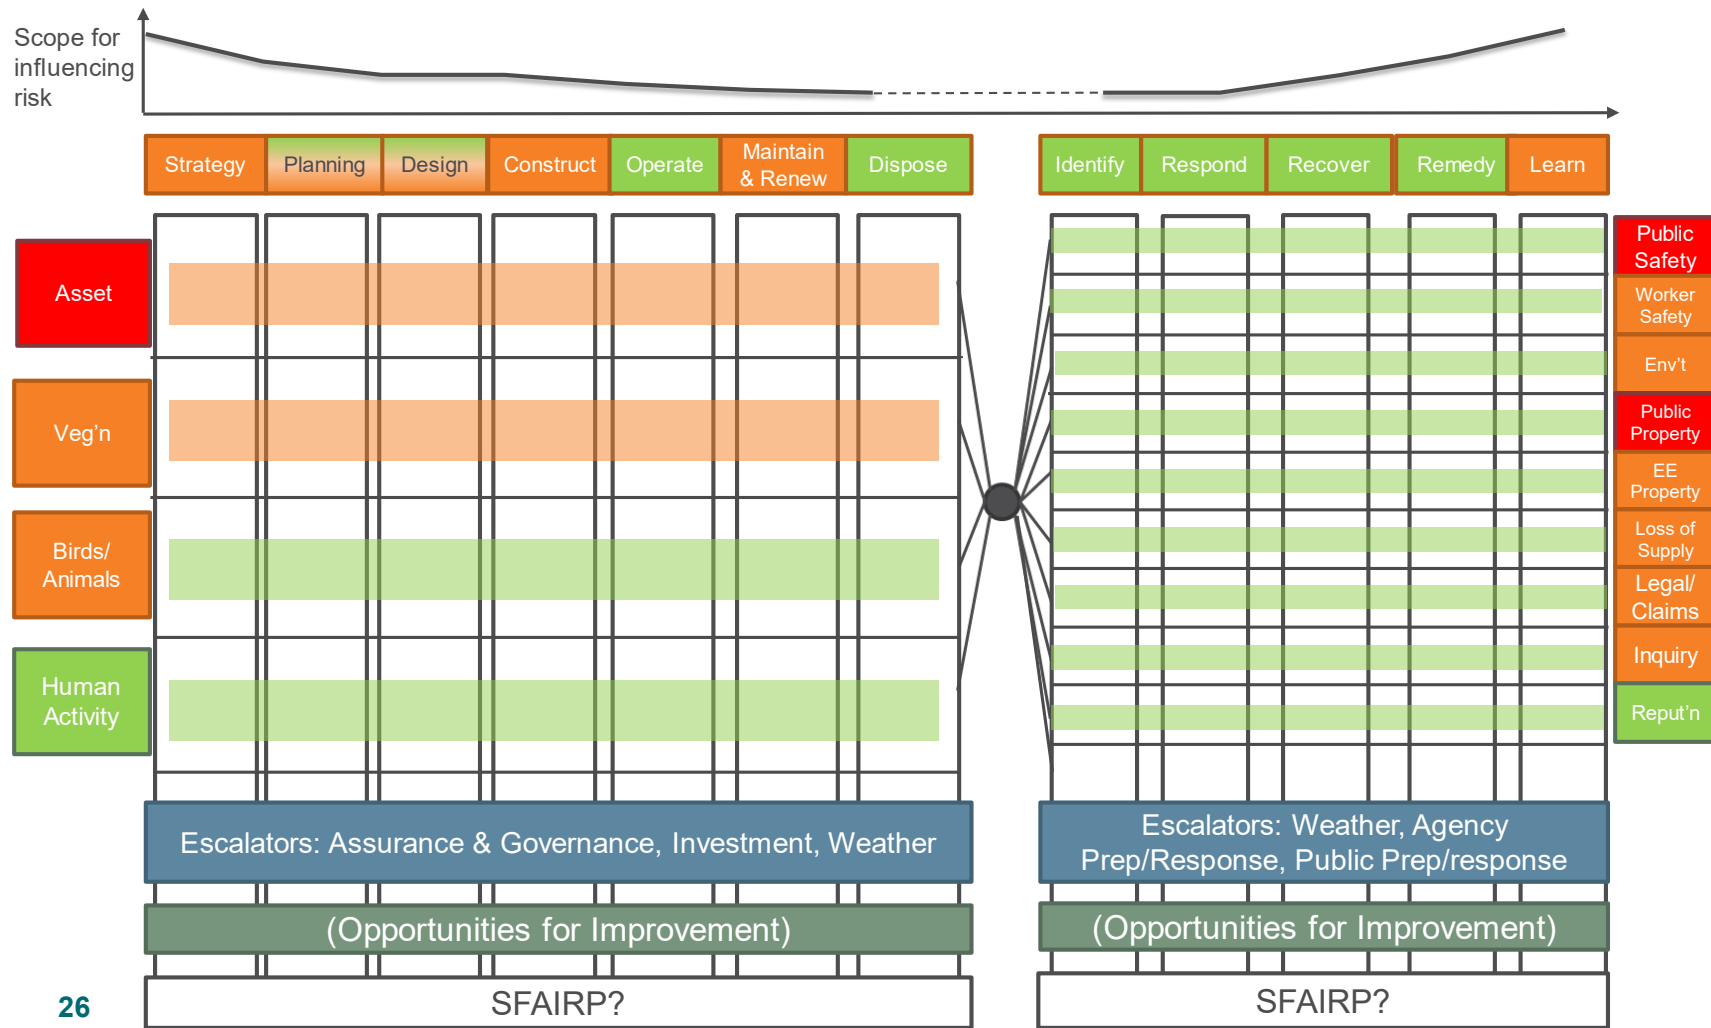 Scope for
influencing
risk
Strategy
Planning
Design
Construct
Operate
Maintain
& Renew
Dispose
Identify
Respond
Recover
Remedy
Learn
Asset
Veg'n
Birds/
Animals
Human
Activity
Public
Safety
Worker
Safety
Env't
Public
Property
EE
Property
Loss of
Supply
Legal/
Claims
Inquiry
Reput'n
Escalators: Assurance & Governance, Investment, Weather
Escalators: Weather, Agency
Prep/Response, Public Prep/response
(Opportunities for Improvement)
(Opportunities for Improvement)
SFAIRP?
SFAIRP?
26